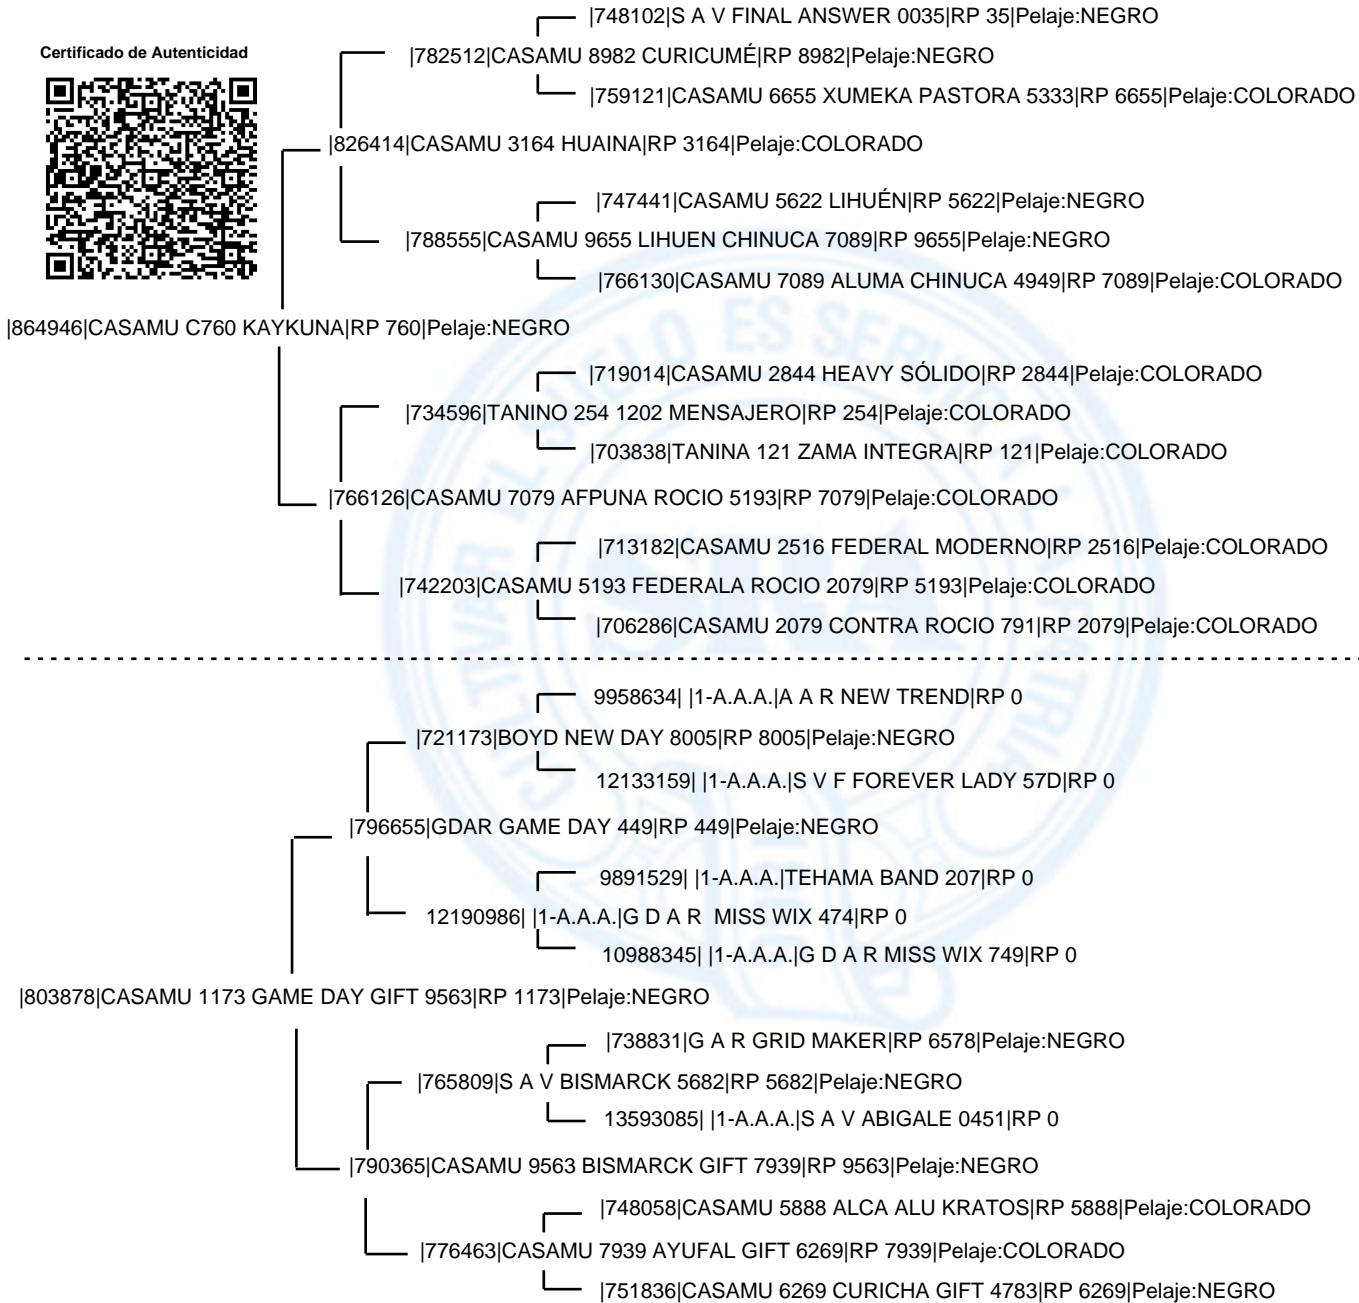 |748102|S A V FINAL ANSWER 0035|RP 35|Pelaje:NEGRO
Certificado de Autenticidad
|782512|CASAMU 8982 CURICUMÉ|RP 8982|Pelaje:NEGRO
|759121|CASAMU 6655 XUMEKA PASTORA 5333|RP 6655|Pelaje:COLORADO
|826414|CASAMU 3164 HUAINA|RP 3164|Pelaje:COLORADO
|747441|CASAMU 5622 LIHUÉN|RP 5622|Pelaje:NEGRO
|788555|CASAMU 9655 LIHUEN CHINUCA 7089|RP 9655|Pelaje:NEGRO
|766130|CASAMU 7089 ALUMA CHINUCA 4949|RP 7089|Pelaje:COLORADO
|864946|CASAMU C760 KAYKUNA|RP 760|Pelaje:NEGRO
|719014|CASAMU 2844 HEAVY SÓLIDO|RP 2844|Pelaje:COLORADO
|734596|TANINO 254 1202 MENSAJERO|RP 254|Pelaje:COLORADO
|703838|TANINA 121 ZAMA INTEGRA|RP 121|Pelaje:COLORADO
|766126|CASAMU 7079 AFPUNA ROCIO 5193|RP 7079|Pelaje:COLORADO
|713182|CASAMU 2516 FEDERAL MODERNO|RP 2516|Pelaje:COLORADO
|742203|CASAMU 5193 FEDERALA ROCIO 2079|RP 5193|Pelaje:COLORADO
|706286|CASAMU 2079 CONTRA ROCIO 791|RP 2079|Pelaje:COLORADO
9958634| |1-A.A.A.|A A R NEW TREND|RP 0
|721173|BOYD NEW DAY 8005|RP 8005|Pelaje:NEGRO
12133159| |1-A.A.A.|S V F FOREVER LADY 57D|RP 0
|796655|GDAR GAME DAY 449|RP 449|Pelaje:NEGRO
9891529| |1-A.A.A.|TEHAMA BAND 207|RP 0
12190986| |1-A.A.A.|G D A R  MISS WIX 474|RP 0
10988345| |1-A.A.A.|G D A R MISS WIX 749|RP 0
|803878|CASAMU 1173 GAME DAY GIFT 9563|RP 1173|Pelaje:NEGRO
|738831|G A R GRID MAKER|RP 6578|Pelaje:NEGRO
|765809|S A V BISMARCK 5682|RP 5682|Pelaje:NEGRO
13593085| |1-A.A.A.|S A V ABIGALE 0451|RP 0
|790365|CASAMU 9563 BISMARCK GIFT 7939|RP 9563|Pelaje:NEGRO
|748058|CASAMU 5888 ALCA ALU KRATOS|RP 5888|Pelaje:COLORADO
|776463|CASAMU 7939 AYUFAL GIFT 6269|RP 7939|Pelaje:COLORADO
|751836|CASAMU 6269 CURICHA GIFT 4783|RP 6269|Pelaje:NEGRO
CULTIVAR EL SUELO ES SERVIR A LA PATRIA
SRA
1866